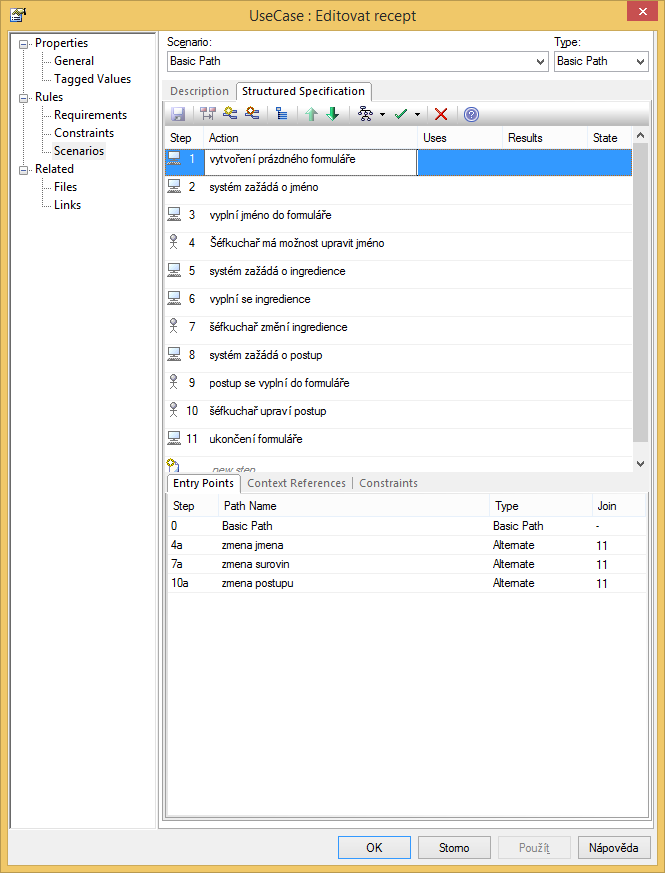 UseCase : Editovat recept
Properties
General
Tagged Values
Rules
Requirements
Constraints
Scenarios
Related
Files
Links
Scenario: Type:
Basic Path Basic Path
Description Structured Specification
Step Action Uses Results State
1 vytvoření prázdného formuláře
2 systém zažádá o jméno
3 vyplní jméno do formuláře
4 Šéfkuchař má možnost upravit jméno
5 systém zažádá o ingredience
6 vyplní se ingredience
7 šéfkuchař změní ingredience
8 systém zažádá o postup
9 postup se vyplní do formuláře
10 šéfkuchař upraví postup
11 ukončení formuláře
new step
Entry Points Context References Constraints
Step Path Name Type Join
0 Basic Path Basic Path -
4a zmena jmena Alternate 11
7a zmena surovin Alternate 11
10a zmena postupu Alternate 11
OK Storno Použít Nápověda